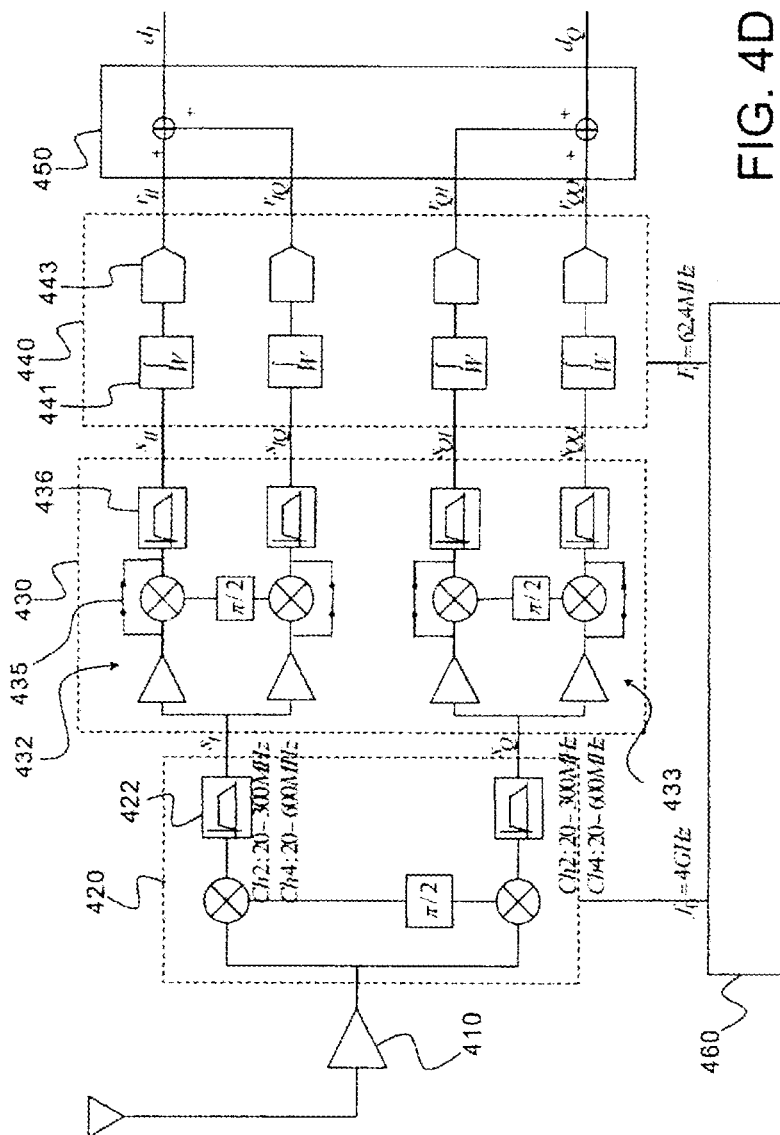 410
420
422
Ch2: 20~300MHz
Ch4: 20~600MHz
π/2
Ch2: 20~300MHz
Ch4: 20~600MHz
s_I
s_Q
432
435
430
436
π/2
π/2
433
s_II
s_IQ
s_QI
s_QQ
441
440
443
∫W
∫W
∫W
∫W
r_II
r_IQ
r_QI
r_QQ
450
+
+
+
+
d_I
d_Q
460
=4GHz
=62.4MHz
FIG. 4D